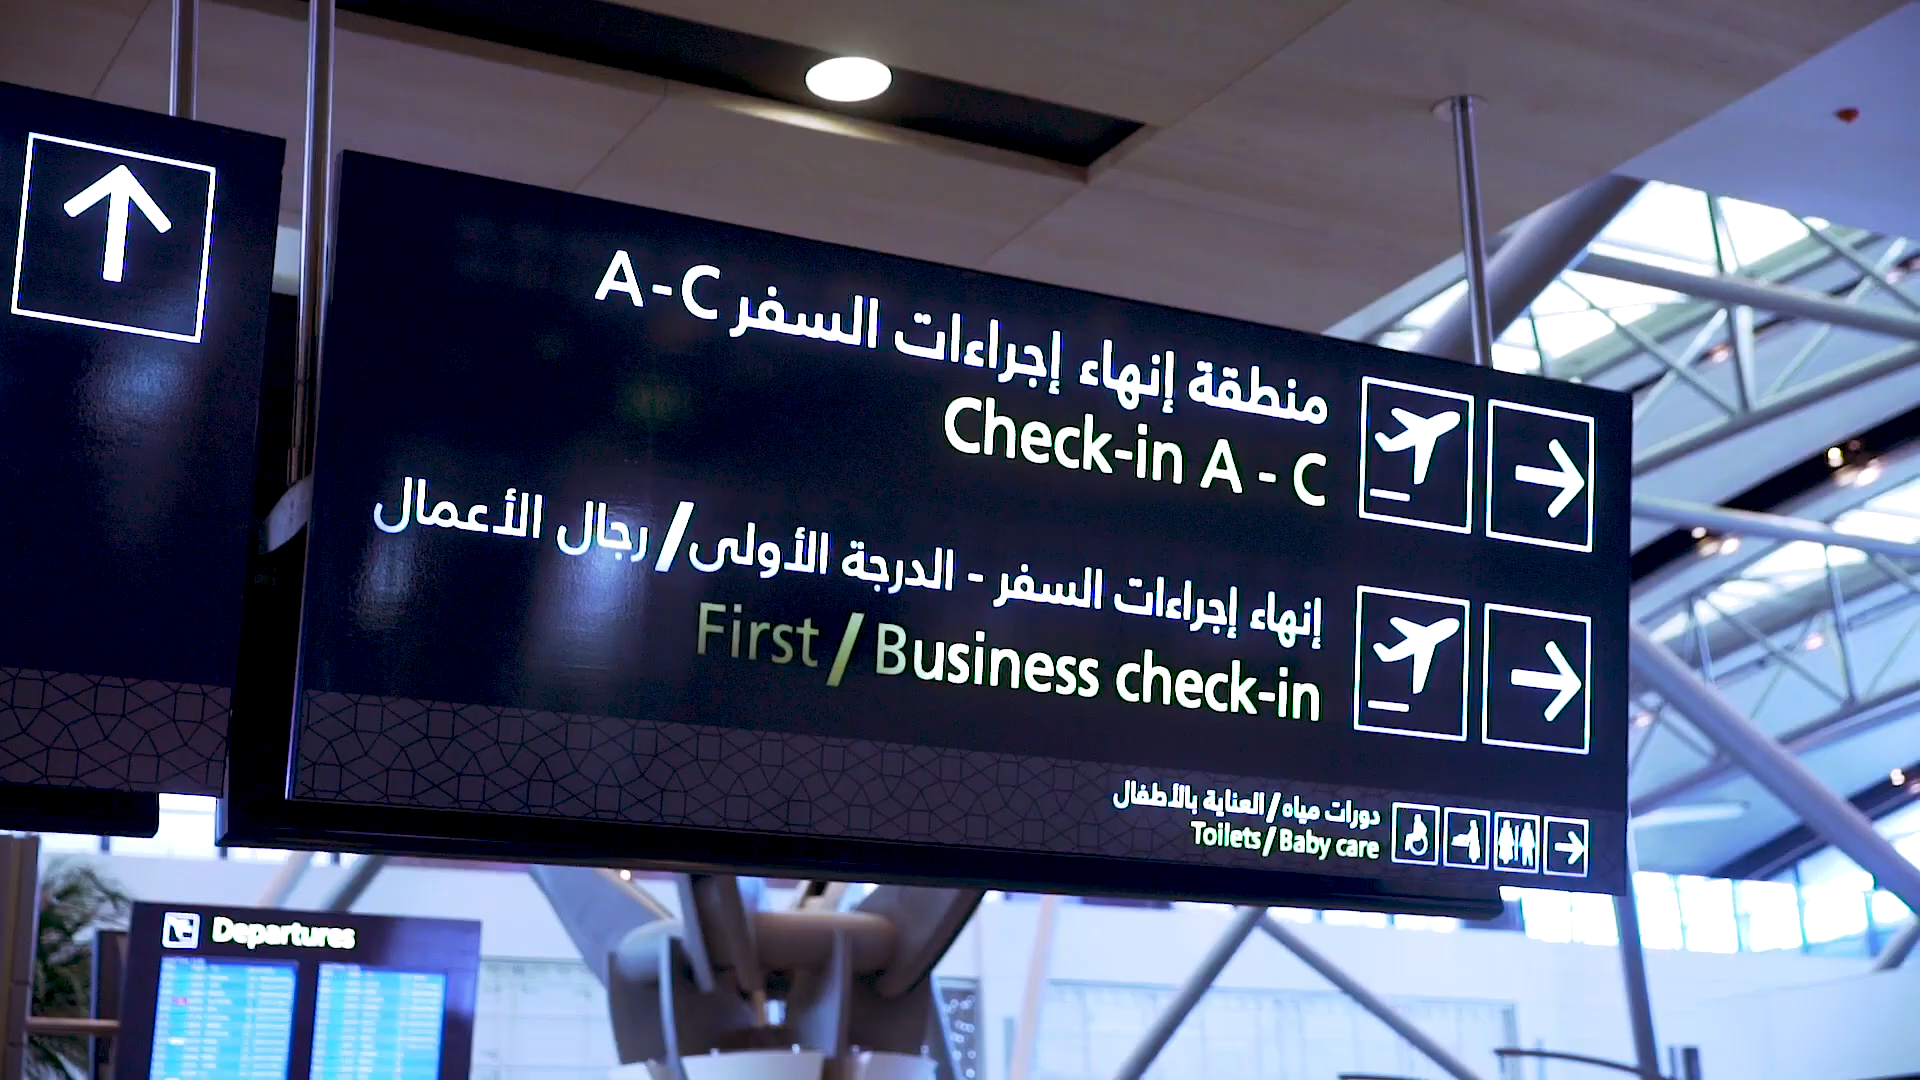 منطقة إنهاء إجراءات السفر A-C
Check-in A - C
إنهاء إجراءات السفر - الدرجة الأولى/رجال الأعمال
First / Business check-in
دورات مياه/العناية بالأطفال
Toilets/Baby care
Departures